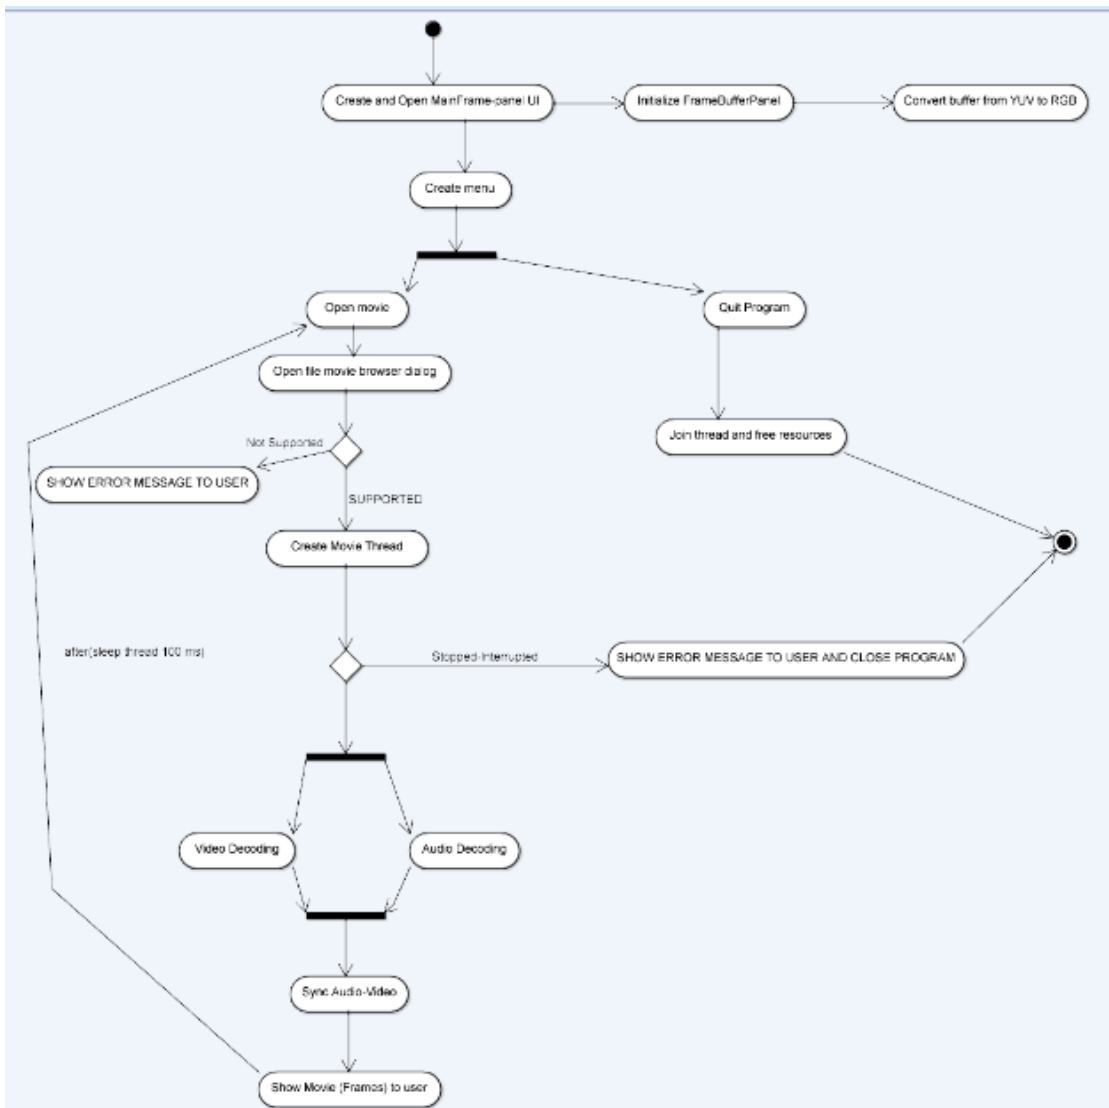 Create and Open MainFrame-panel UI
Initialize FrameBufferPanel
Convert buffer from YUV to RGB
Create menu
Open movie
Quit Program
Open file movie browser dialog
Not Supported
Join thread and free resources
SHOW ERROR MESSAGE TO USER
SUPPORTED
Create Movie Thread
after(sleep thread 100 ms)
Stopped-Interrupted
SHOW ERROR MESSAGE TO USER AND CLOSE PROGRAM
Video Decoding
Audio Decoding
Sync Audio-Video
Show Movie (Frames) to user